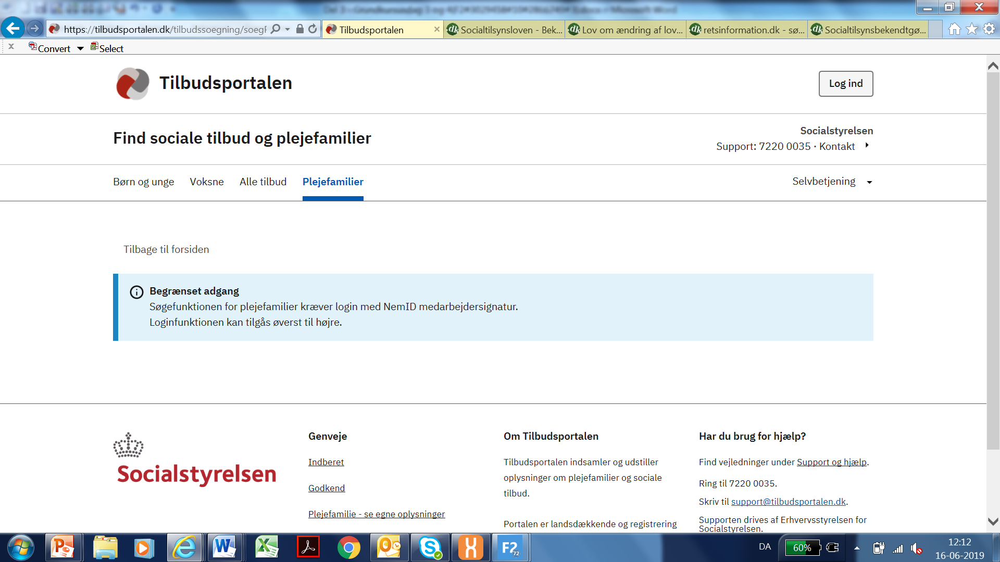 https://tilbudsportalen.dk/tilbudssoegning/soegF
Tilbudsportalen
Socialtilsynsloven - Bek...
Lov om ændring af lov...
retsinformation.dk - sø...
Socialtilsynsbekendtgø...
Convert
Select
Tilbudsportalen
Log ind
Find sociale tilbud og plejefamilier
Socialstyrelsen
Support: 7220 0035 · Kontakt
Børn og unge
Voksne
Alle tilbud
Plejefamilier
Selvbetjening
Tilbage til forsiden
Begrænset adgang
Søgefunktionen for plejefamilier kræver login med NemID medarbejdersignatur.
Loginfunktionen kan tilgås øverst til højre.
Socialstyrelsen
Genveje
Indberet
Godkend
Plejefamilie - se egne oplysninger
Om Tilbudsportalen
Tilbudsportalen indsamler og udstiller
oplysninger om plejefamilier og sociale
tilbud.
Portalen er landsdækkende og registrering
Har du brug for hjælp?
Find vejledninger under Support og hjælp.
Ring til 7220 0035.
Skriv til support@tilbudsportalen.dk.
Supporten drives af Erhvervsstyrelsen for
Socialstyrelsen.
F2
72
DA
60%
12:12
16-06-2019